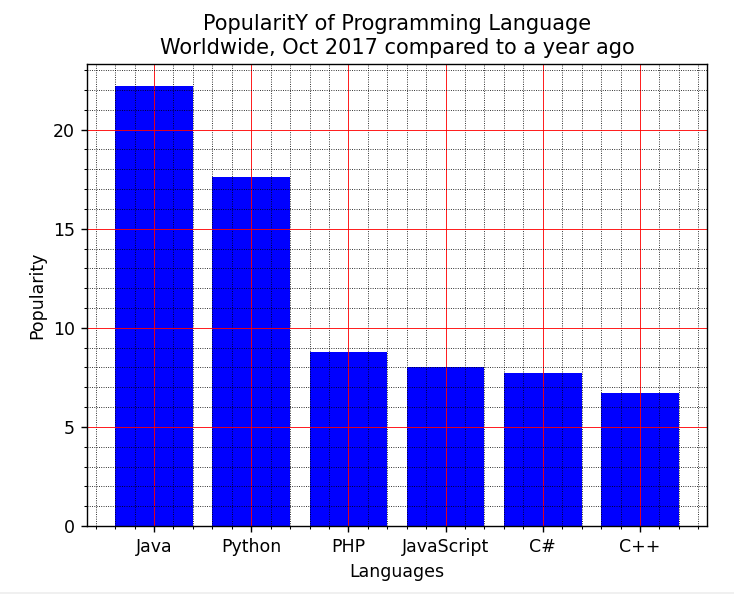 PopularitY of Programming Language
Worldwide, Oct 2017 compared to a year ago
Popularity
20
15
10
5
0
Java Python PHP JavaScript C# C++
Languages